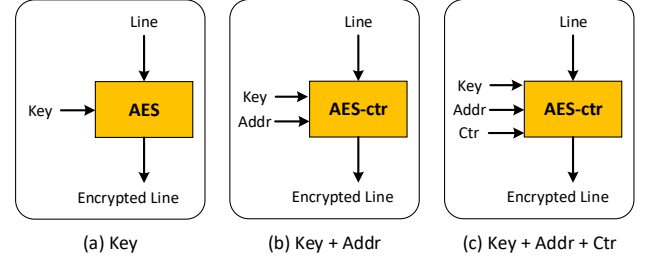 Line
Key
AES
Encrypted Line
(a) Key
Line
Key
Addr
AES-ctr
Encrypted Line
(b) Key + Addr
Line
Key
Addr
Ctr
AES-ctr
Encrypted Line
(c) Key + Addr + Ctr